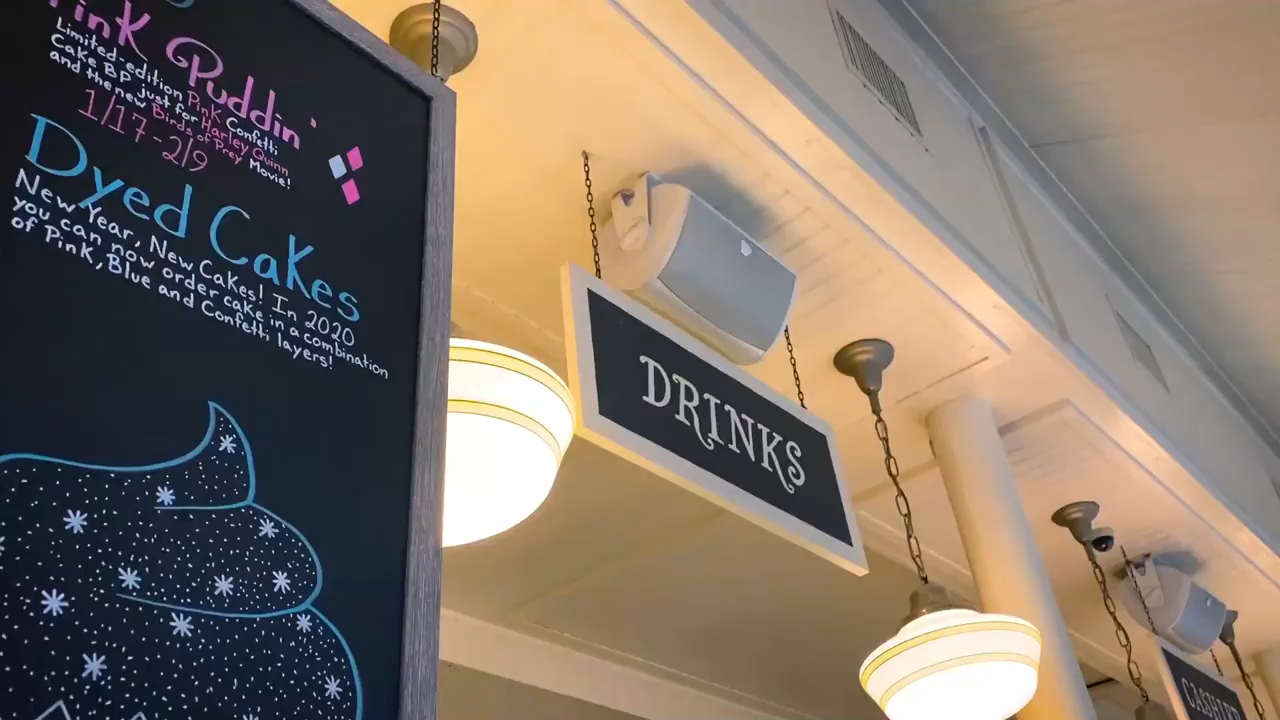 Pink Puddin'
Limited-edition Pink Confetti
Cake BP just for Harley Quinn
and the new Birds of Prey Movie!
1/17-2/9
Dyed Cakes
New Year, New Cakes! In 2020
you can now order cake in a combination
of Pink, Blue and Confetti layers!
DRINKS
CASHIER